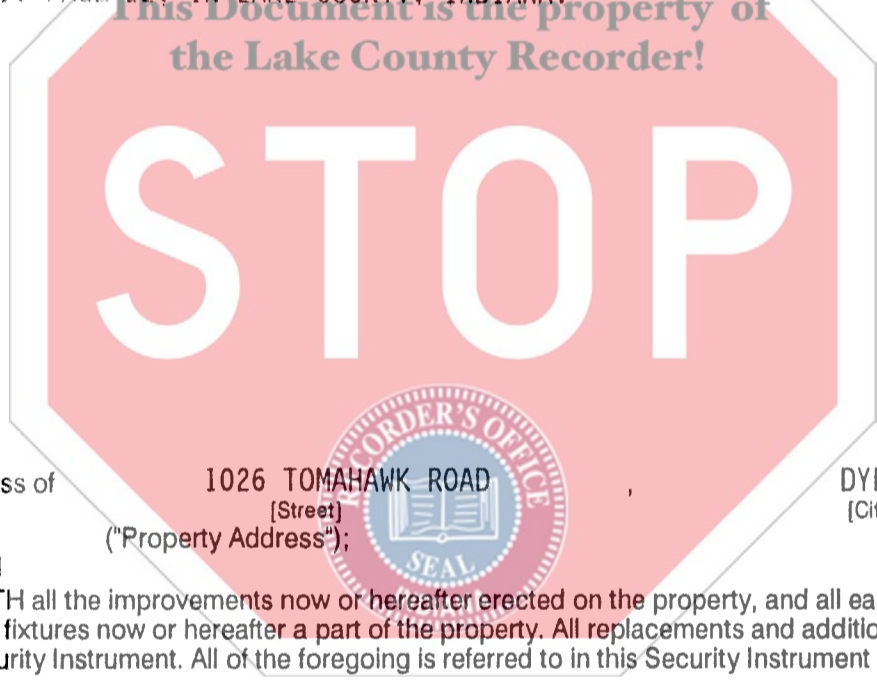 This Document is the property of
the Lake County Recorder!
STOP
RECORDER'S OFFICE
SEAL
ss of 1026 TOMAHAWK ROAD , DY
[Street] [Cit
("Property Address");
TH all the improvements now or hereafter erected on the property, and all ea
fixtures now or hereafter a part of the property. All replacements and additio
urity Instrument. All of the foregoing is referred to in this Security Instrument